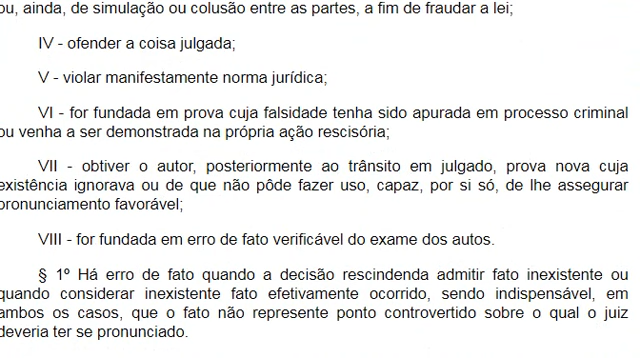 ou, ainda, de simulação ou colusão entre as partes, a fim de fraudar a lei;
IV - ofender a coisa julgada;
V - violar manifestamente norma jurídica;
VI - for fundada em prova cuja falsidade tenha sido apurada em processo criminal
ou venha a ser demonstrada na própria ação rescisória;
VII - obtiver o autor, posteriormente ao trânsito em julgado, prova nova cuja
existência ignorava ou de que não pôde fazer uso, capaz, por si só, de lhe assegurar
pronunciamento favorável;
VIII - for fundada em erro de fato verificável do exame dos autos.
§ 1º Há erro de fato quando a decisão rescindenda admitir fato inexistente ou
quando considerar inexistente fato efetivamente ocorrido, sendo indispensável, em
ambos os casos, que o fato não represente ponto controvertido sobre o qual o juiz
deveria ter se pronunciado.